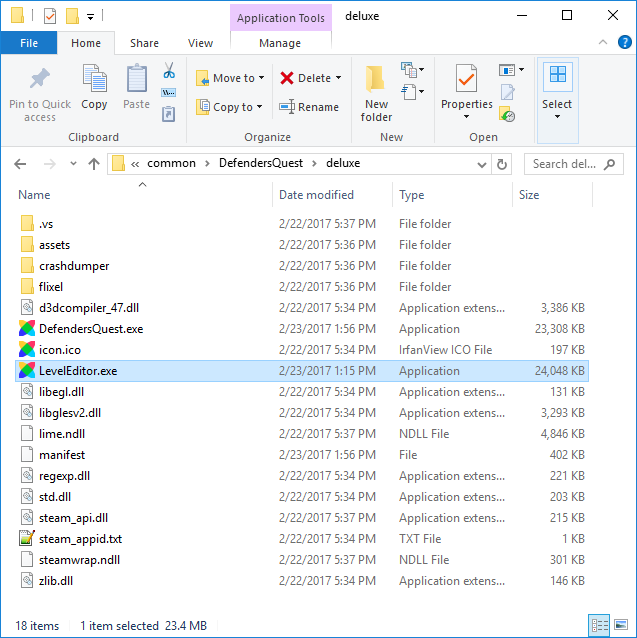 Application Tools deluxe
File Home Share View Manage
Pin to Quick access
Copy
Paste
Clipboard
Move to
Copy to
Delete
Rename
Organize
New folder
New
Properties
Open
Select
« common > DefendersQuest > deluxe
Search del...
Name Date modified Type Size
.vs 2/22/2017 5:37 PM File folder
assets 2/22/2017 5:36 PM File folder
crashdumper 2/22/2017 5:36 PM File folder
flixel 2/22/2017 5:36 PM File folder
d3dcompiler_47.dll 2/22/2017 5:34 PM Application extens... 3,386 KB
DefendersQuest.exe 2/23/2017 1:56 PM Application 23,308 KB
icon.ico 2/22/2017 5:34 PM IrfanView ICO File 197 KB
LevelEditor.exe 2/23/2017 1:15 PM Application 24,048 KB
libegl.dll 2/22/2017 5:34 PM Application extens... 131 KB
libglesv2.dll 2/22/2017 5:34 PM Application extens... 3,293 KB
lime.ndll 2/22/2017 5:37 PM NDLL File 4,846 KB
manifest 2/23/2017 1:56 PM File 402 KB
regexp.dll 2/22/2017 5:34 PM Application extens... 221 KB
std.dll 2/22/2017 5:34 PM Application extens... 203 KB
steam_api.dll 2/22/2017 5:37 PM Application extens... 215 KB
steam_appid.txt 2/22/2017 5:34 PM TXT File 1 KB
steamwrap.ndll 2/22/2017 5:37 PM NDLL File 301 KB
zlib.dll 2/22/2017 5:34 PM Application extens... 146 KB
18 items 1 item selected 23.4 MB